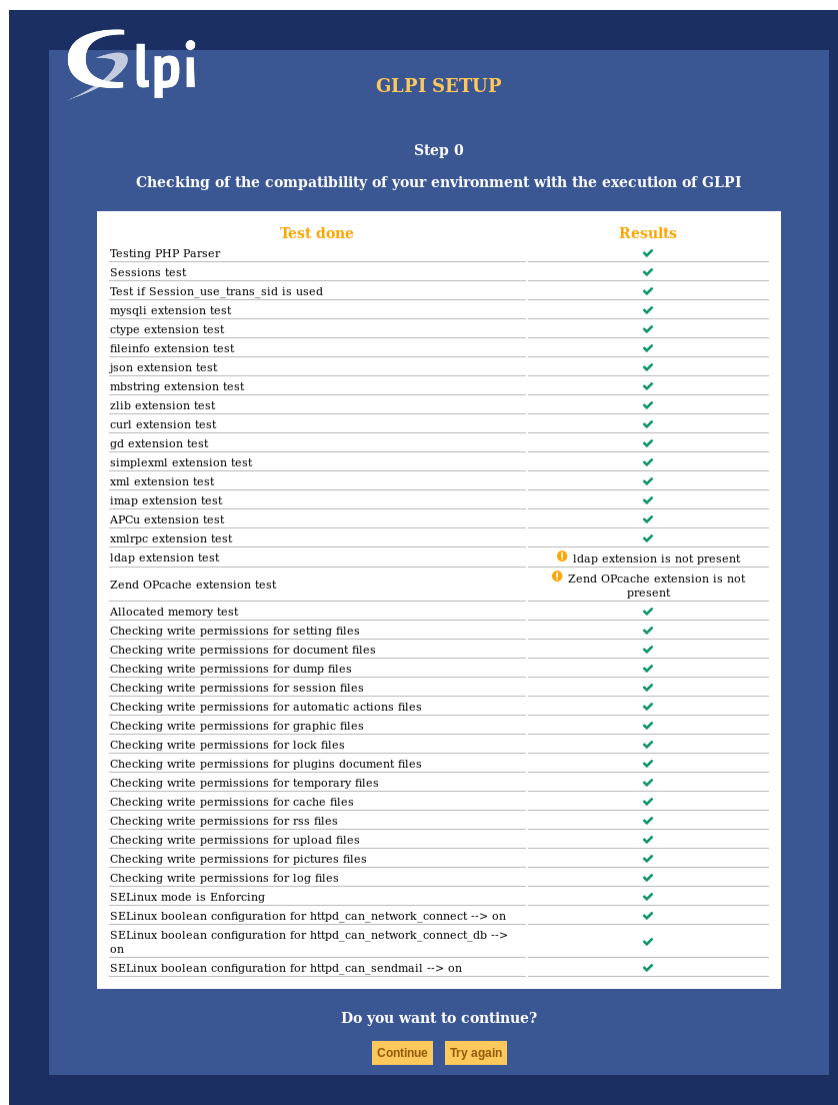 Glpi
GLPI SETUP
Step 0
Checking of the compatibility of your environment with the execution of GLPI
Test done Results
Testing PHP Parser
Sessions test
Test if Session_use_trans_sid is used
mysqli extension test
ctype extension test
fileinfo extension test
json extension test
mbstring extension test
zlib extension test
curl extension test
gd extension test
simplexml extension test
xml extension test
imap extension test
APCu extension test
xmlrpc extension test
ldap extension test ldap extension is not present
Zend OPcache extension test Zend OPcache extension is not
present
Allocated memory test
Checking write permissions for setting files
Checking write permissions for document files
Checking write permissions for dump files
Checking write permissions for session files
Checking write permissions for automatic actions files
Checking write permissions for graphic files
Checking write permissions for lock files
Checking write permissions for plugins document files
Checking write permissions for temporary files
Checking write permissions for cache files
Checking write permissions for rss files
Checking write permissions for upload files
Checking write permissions for pictures files
Checking write permissions for log files
SELinux mode is Enforcing
SELinux boolean configuration for httpd_can_network_connect --> on
SELinux boolean configuration for httpd_can_network_connect_db -->
on
SELinux boolean configuration for httpd_can_sendmail --> on
Do you want to continue?
Continue Try again